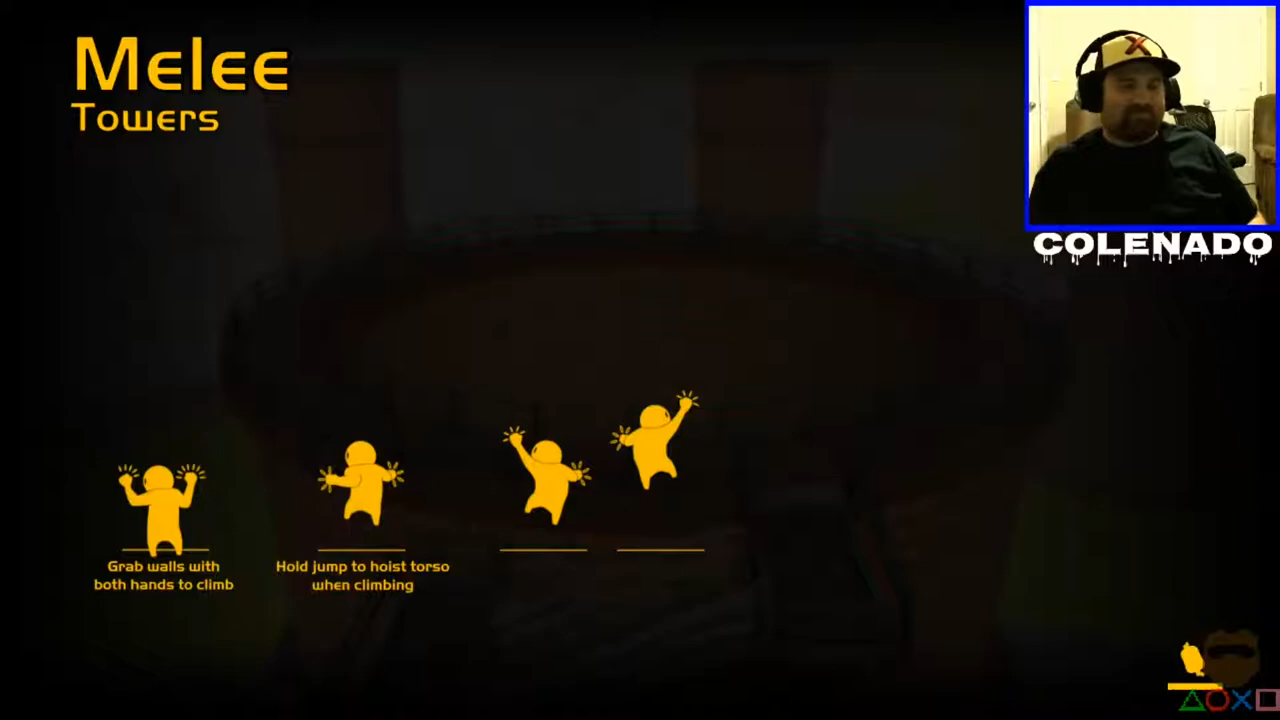 Melee
Towers
COLENADO
Grab walls with
both hands to climb
Hold jump to hoist torso
when climbing